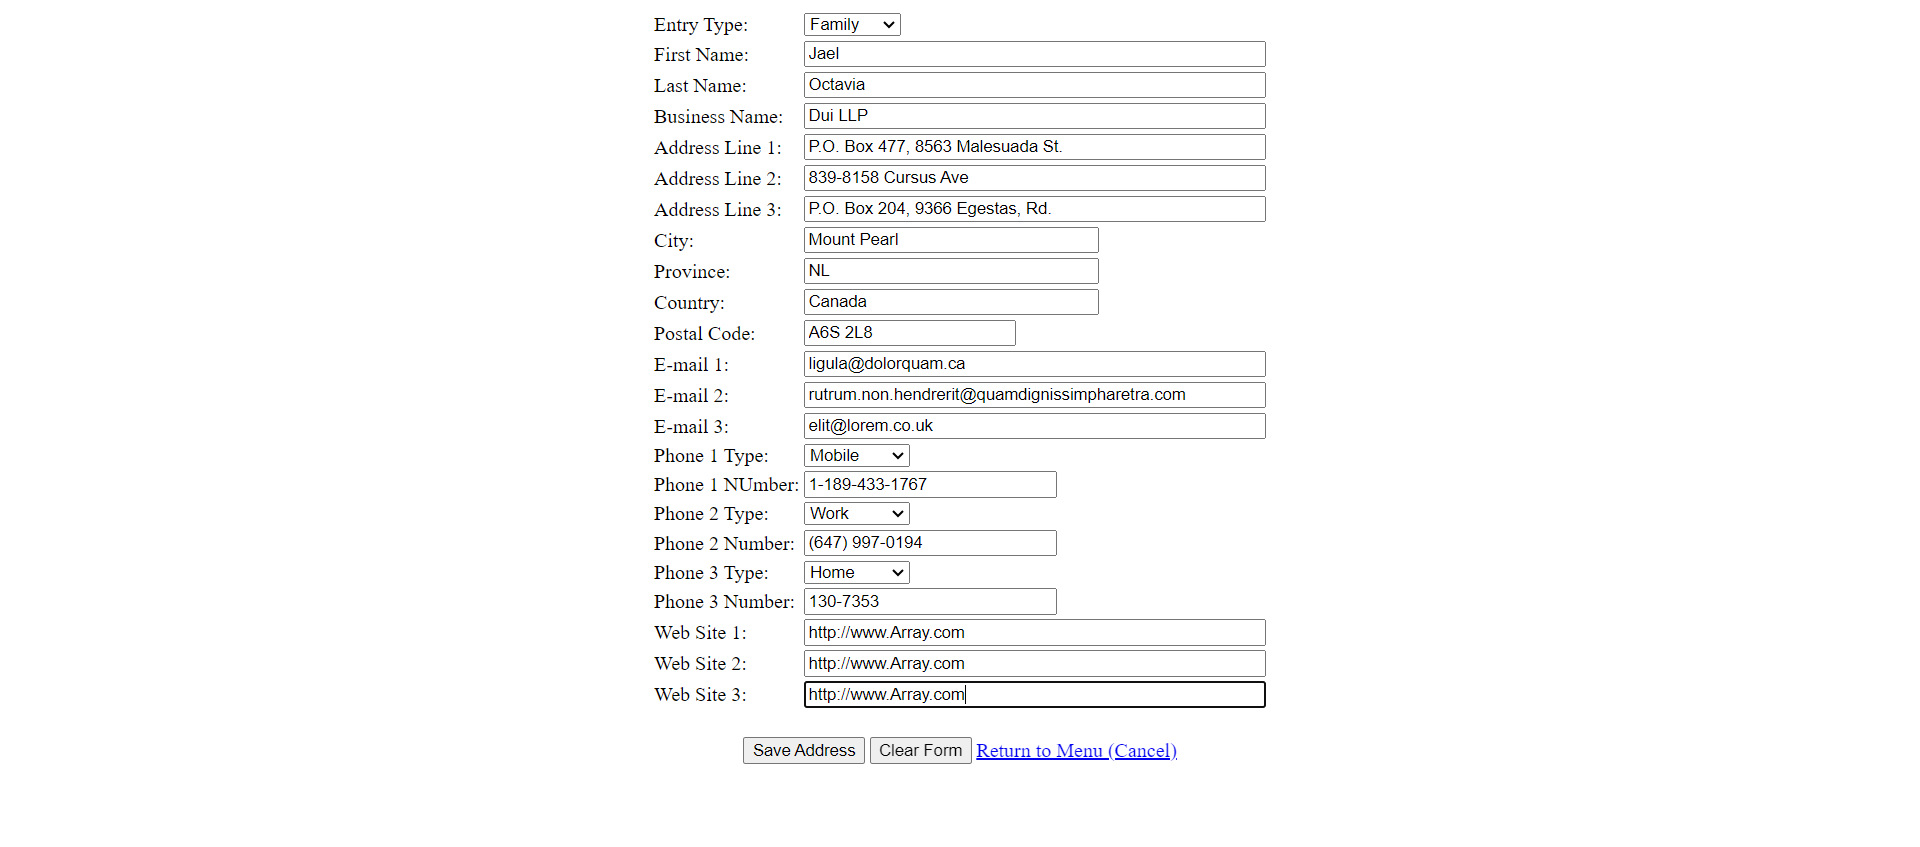 Entry Type: Family
First Name: Jael
Last Name: Octavia
Business Name: Dui LLP
Address Line 1: P.O. Box 477, 8563 Malesuada St.
Address Line 2: 839-8158 Cursus Ave
Address Line 3: P.O. Box 204, 9366 Egestas, Rd.
City: Mount Pearl
Province: NL
Country: Canada
Postal Code: A6S 2L8
E-mail 1: ligula@dolorquam.ca
E-mail 2: rutrum.non.hendrerit@quamdignissimpharetra.com
E-mail 3: elit@lorem.co.uk
Phone 1 Type: Mobile
Phone 1 NUmber: 1-189-433-1767
Phone 2 Type: Work
Phone 2 Number: (647) 997-0194
Phone 3 Type: Home
Phone 3 Number: 130-7353
Web Site 1: http://www.Array.com
Web Site 2: http://www.Array.com
Web Site 3: http://www.Array.com
Save Address Clear Form Return to Menu (Cancel)